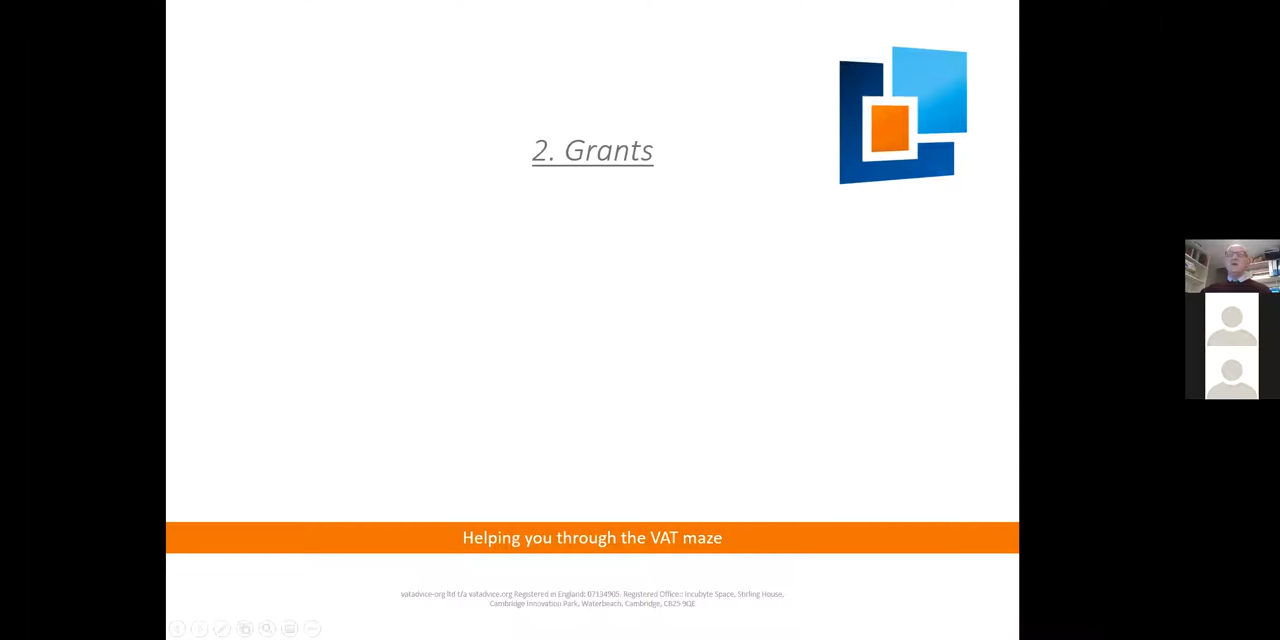 2. Grants
Helping you through the VAT maze
vatadvice-org ltd t/a vatadvice.org Registered in England: 07134905. Registered Office:: Incubyte Space, Stirling House,
Cambridge Innovation Park, Waterbeach, Cambridge, CB25 9QE